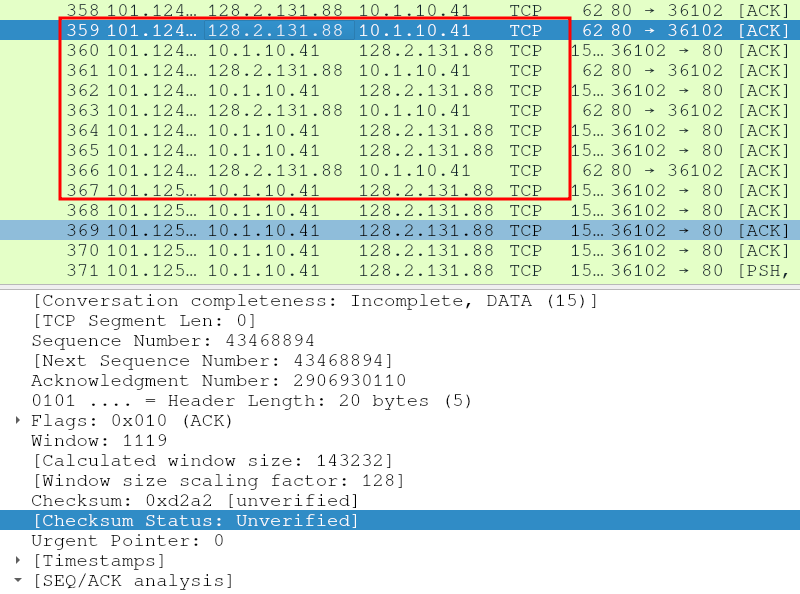 358 101.124… 128.2.131.88 10.1.10.41 TCP 62 80 → 36102 [ACK]
359 101.124… 128.2.131.88 10.1.10.41 TCP 62 80 → 36102 [ACK]
360 101.124… 10.1.10.41 128.2.131.88 TCP 15… 36102 → 80 [ACK]
361 101.124… 128.2.131.88 10.1.10.41 TCP 62 80 → 36102 [ACK]
362 101.124… 10.1.10.41 128.2.131.88 TCP 15… 36102 → 80 [ACK]
363 101.124… 128.2.131.88 10.1.10.41 TCP 62 80 → 36102 [ACK]
364 101.124… 10.1.10.41 128.2.131.88 TCP 15… 36102 → 80 [ACK]
365 101.124… 10.1.10.41 128.2.131.88 TCP 15… 36102 → 80 [ACK]
366 101.124… 128.2.131.88 10.1.10.41 TCP 62 80 → 36102 [ACK]
367 101.125… 10.1.10.41 128.2.131.88 TCP 15… 36102 → 80 [ACK]
368 101.125… 10.1.10.41 128.2.131.88 TCP 15… 36102 → 80 [ACK]
369 101.125… 10.1.10.41 128.2.131.88 TCP 15… 36102 → 80 [ACK]
370 101.125… 10.1.10.41 128.2.131.88 TCP 15… 36102 → 80 [ACK]
371 101.125… 10.1.10.41 128.2.131.88 TCP 15… 36102 → 80 [PSH,
[Conversation completeness: Incomplete, DATA (15)]
[TCP Segment Len: 0]
Sequence Number: 43468894
[Next Sequence Number: 43468894]
Acknowledgment Number: 2906930110
0101 .... = Header Length: 20 bytes (5)
Flags: 0x010 (ACK)
Window: 1119
[Calculated window size: 143232]
[Window size scaling factor: 128]
Checksum: 0xd2a2 [unverified]
[Checksum Status: Unverified]
Urgent Pointer: 0
[Timestamps]
[SEQ/ACK analysis]